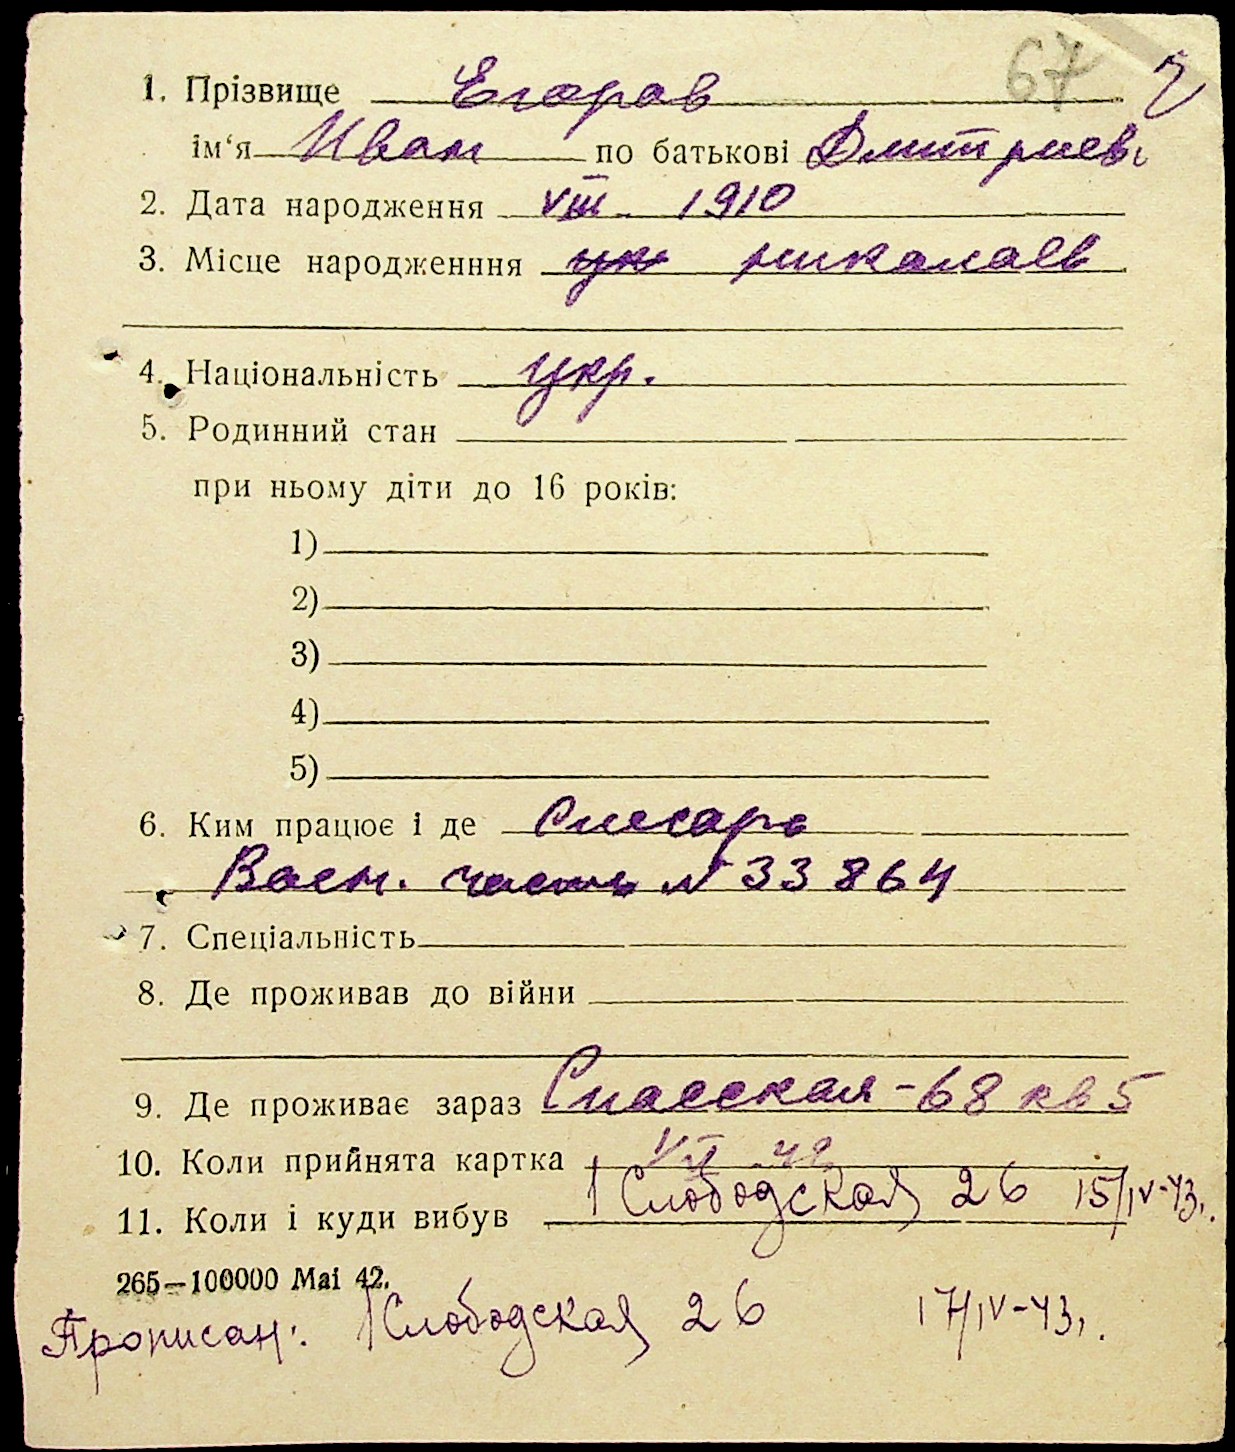 67
1. Прізвище Егоров
ім‘я Иван по батькові Дмитриев
2. Дата народження VIII 1910
3. Місце народженння ук николаев
4. Національність укр.
5. Родинний стан
при ньому діти до 16 років:
1)
2)
3)
4)
5)
6. Ким працює і де Слесарь
Воен. часть N 33864
7. Спеціальність
8. Де проживав до війни
9. Де проживає зараз Спасская-68 кв 5
10. Коли прийнята картка VI 42
11. Коли і куди вибув 1 Слободская 26 15/IV-43.
265—100000 Mai 42.
Прописан: 1 Слободская 26 17/IV-43.